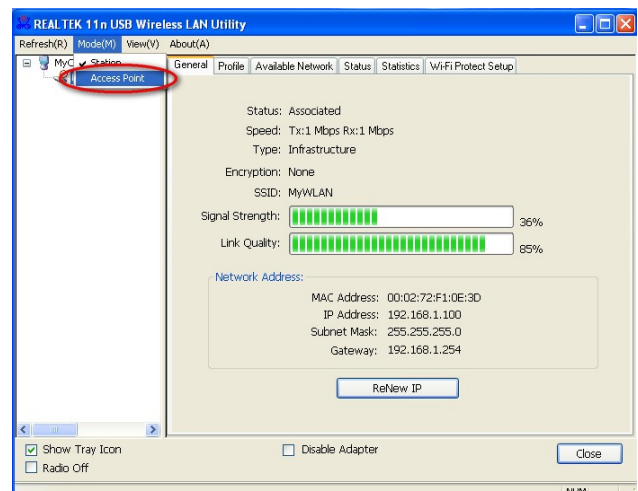 REALTEK 11n USB Wireless LAN Utility
Refresh(R) Mode(M) View(V) About(A)
Station
Access Point
General Profile Available Network Status Statistics Wi-Fi Protect Setup
Status: Associated
Speed: Tx:1 Mbps Rx:1 Mbps
Type: Infrastructure
Encryption: None
SSID: MyWLAN
Signal Strength: 36%
Link Quality: 85%
Network Address:
MAC Address: 00:02:72:F1:0E:3D
IP Address: 192.168.1.100
Subnet Mask: 255.255.255.0
Gateway: 192.168.1.254
ReNew IP
Show Tray Icon
Radio Off
Disable Adapter
Close